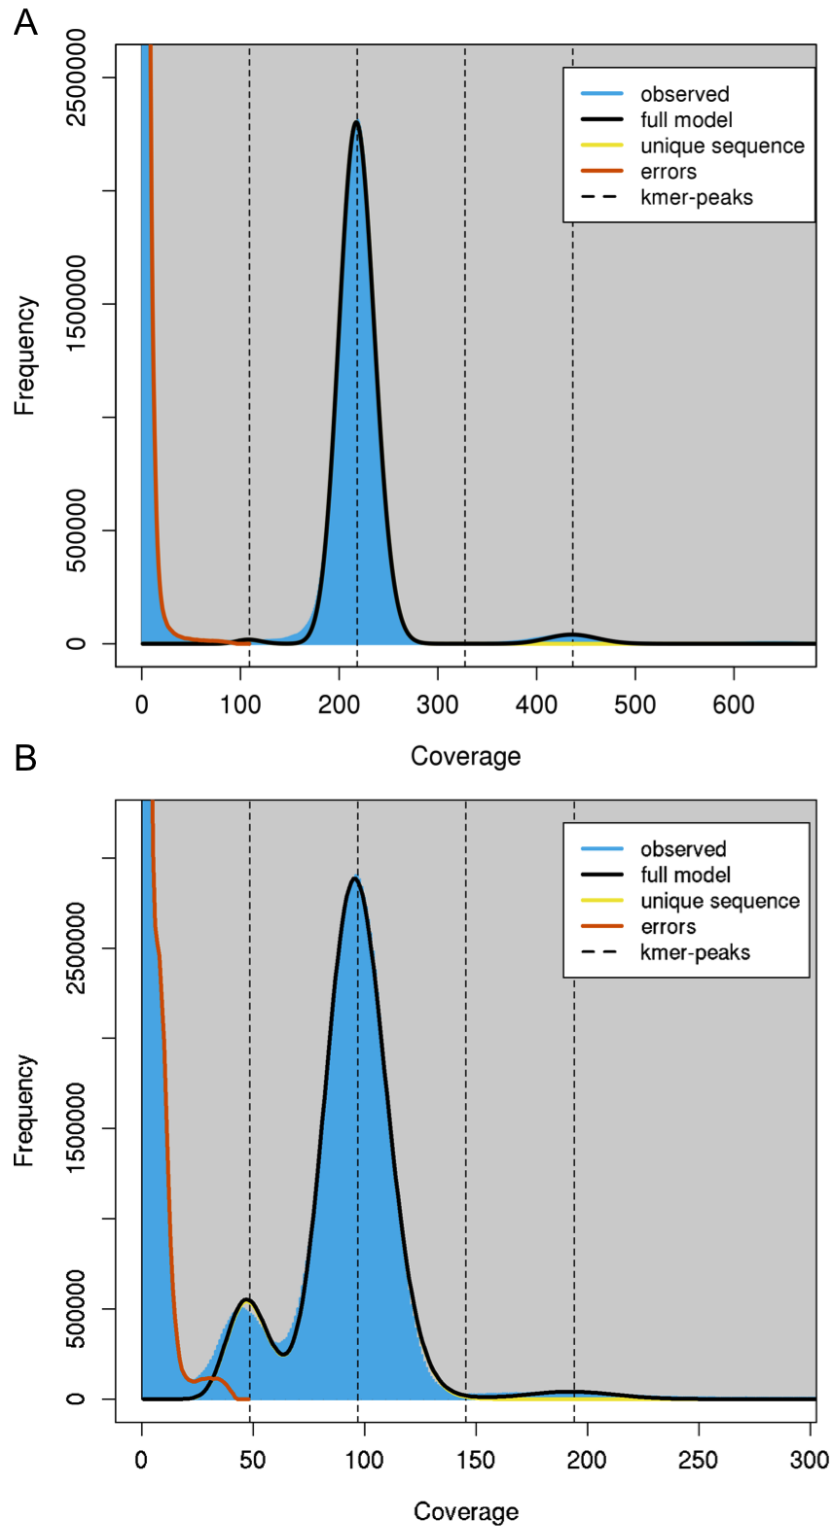 A
2500000
1500000
500000
0
Frequency
observed
full model
unique sequence
errors
kmer-peaks
0 100 200 300 400 500 600
Coverage
B
2500000
1500000
500000
0
Frequency
observed
full model
unique sequence
errors
kmer-peaks
0 50 100 150 200 250 300
Coverage